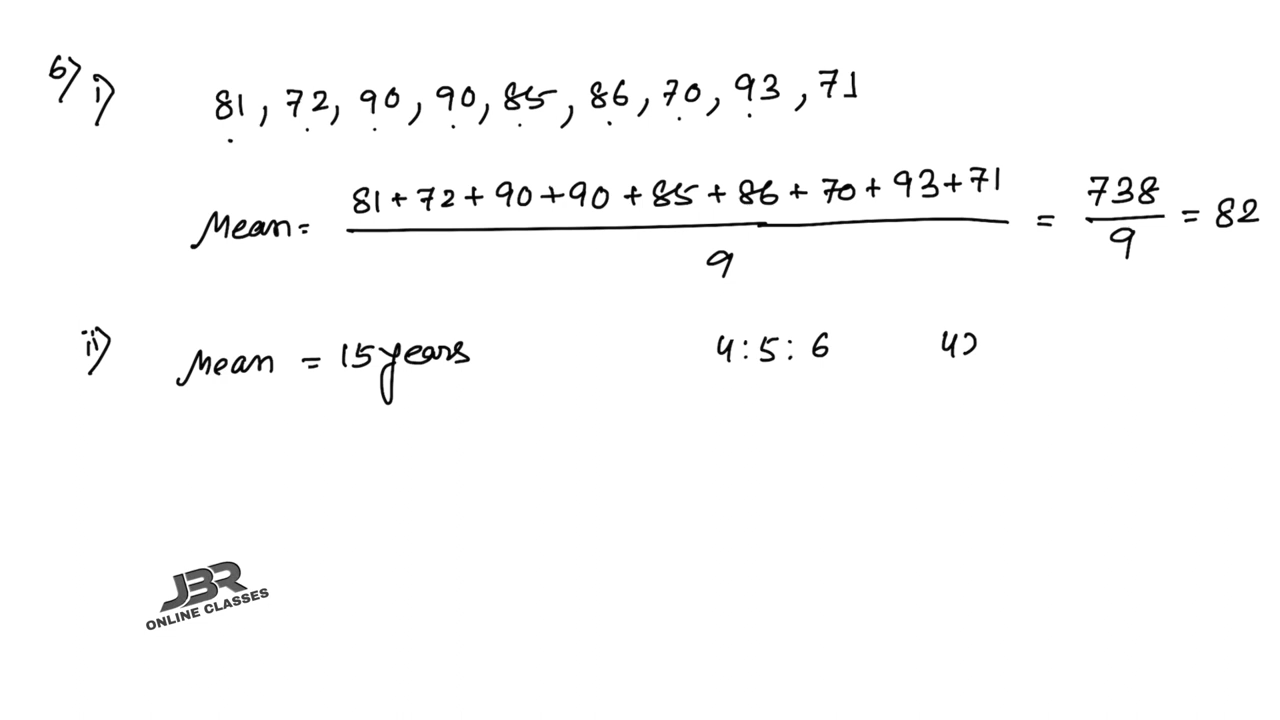 6) i) 81, 72, 90, 90, 85, 86, 70, 93, 71
Mean = (81 + 72 + 90 + 90 + 85 + 86 + 70 + 93 + 71) / 9 = 738 / 9 = 82
ii) Mean = 15 years 4 : 5 : 6 4
JBR
ONLINE CLASSES